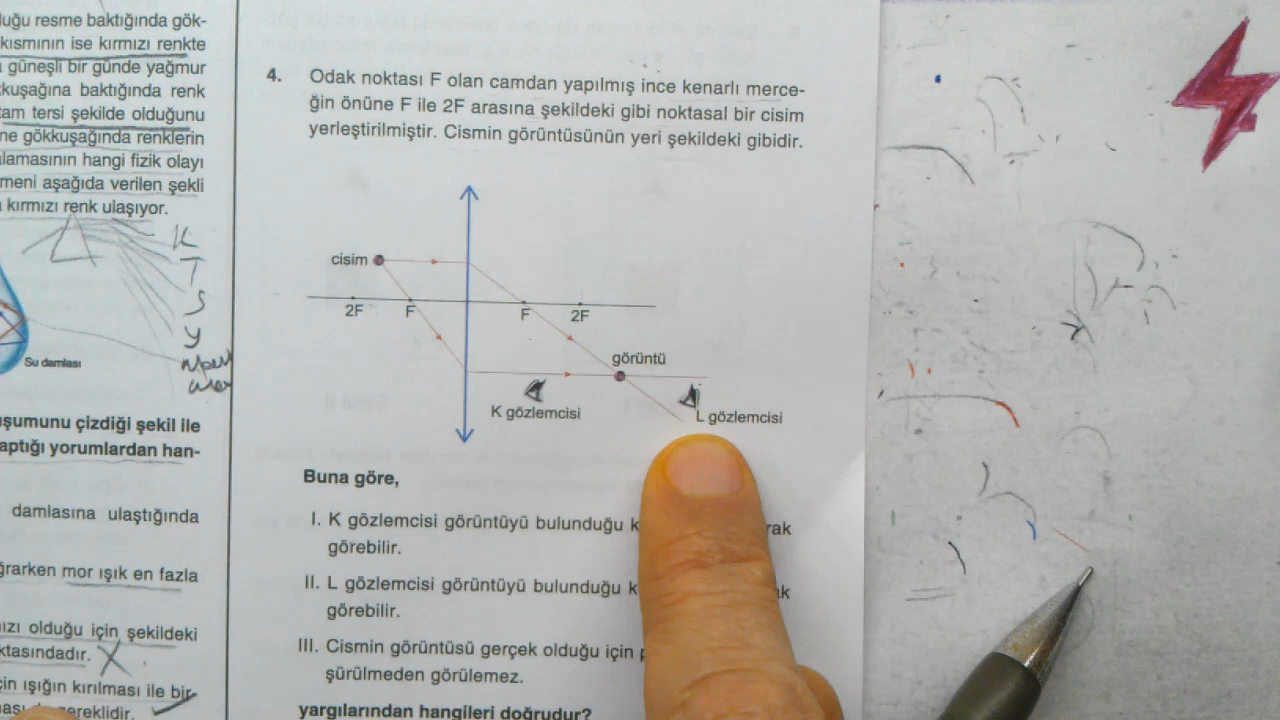 luğu resme baktığında gök-
kısmının ise kırmızı renkte
güneşli bir günde yağmur
kkuşağına baktığında renk
tam tersi şekilde olduğunu
ne gökkuşağında renklerin
lamasının hangi fizik olayı
meni aşağıda verilen şekli
kırmızı renk ulaşıyor.
K
T
S
Y
Su damlası
şumunu çizdiği şekil ile
aptığı yorumlardan han-
damlasına ulaştığında
ğrarken mor ışık en fazla
ızı olduğu için şekildeki
ktasındadır.
çin ışığın kırılması ile bir-
gereklidir.
4. Odak noktası F olan camdan yapılmış ince kenarlı merce-
ğin önüne F ile 2F arasına şekildeki gibi noktasal bir cisim
yerleştirilmiştir. Cismin görüntüsünün yeri şekildeki gibidir.
cisim
2F F F 2F
görüntü
K gözlemcisi L gözlemcisi
Buna göre,
I. K gözlemcisi görüntüyü bulunduğu k rak
görebilir.
II. L gözlemcisi görüntüyü bulunduğu k k
görebilir.
III. Cismin görüntüsü gerçek olduğu için
şürülmeden görülemez.
yargılarından hangileri doğrudur?